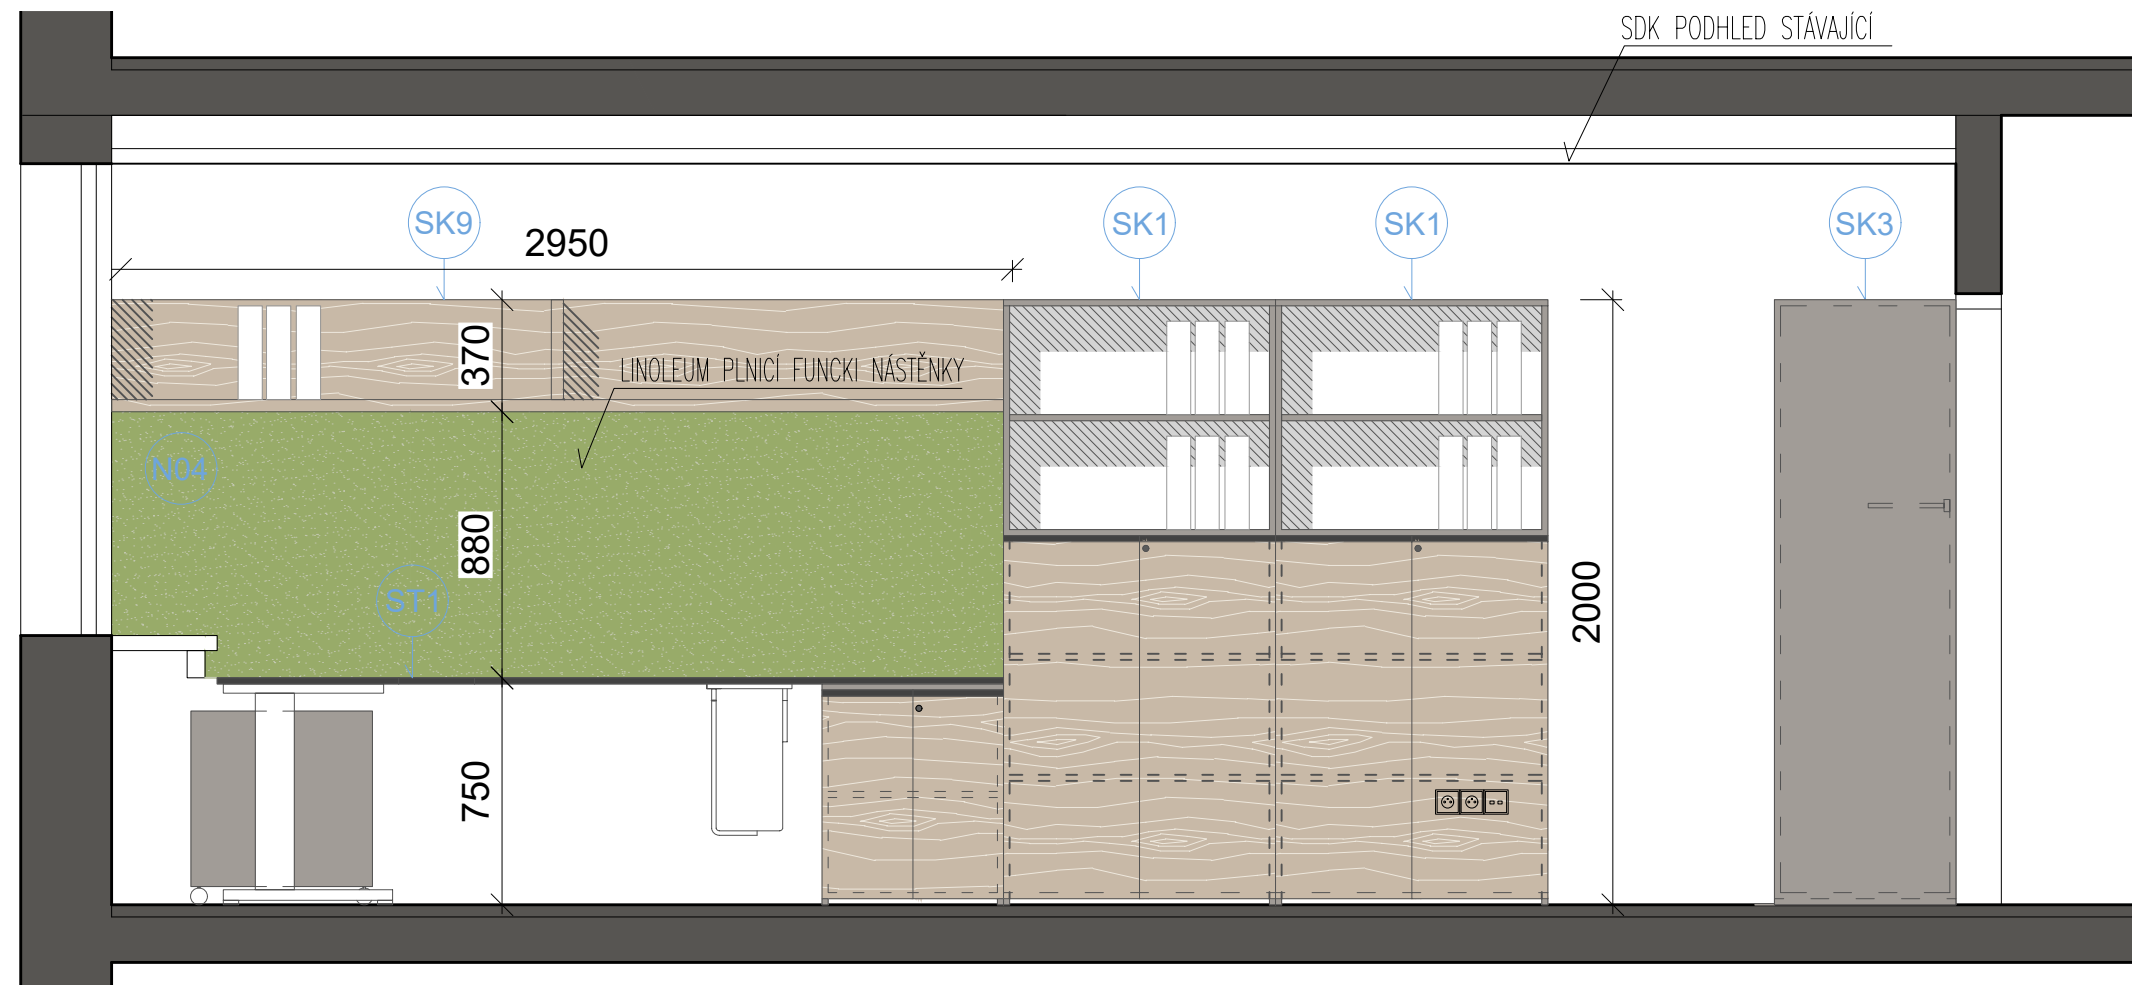 SDK PODHLED STÁVAJÍCÍ
SK9
SK1
SK1
SK3
2950
370
LINOLEUM PLNICÍ FUNCKI NÁSTĚNKY
N04
880
ST1
2000
750